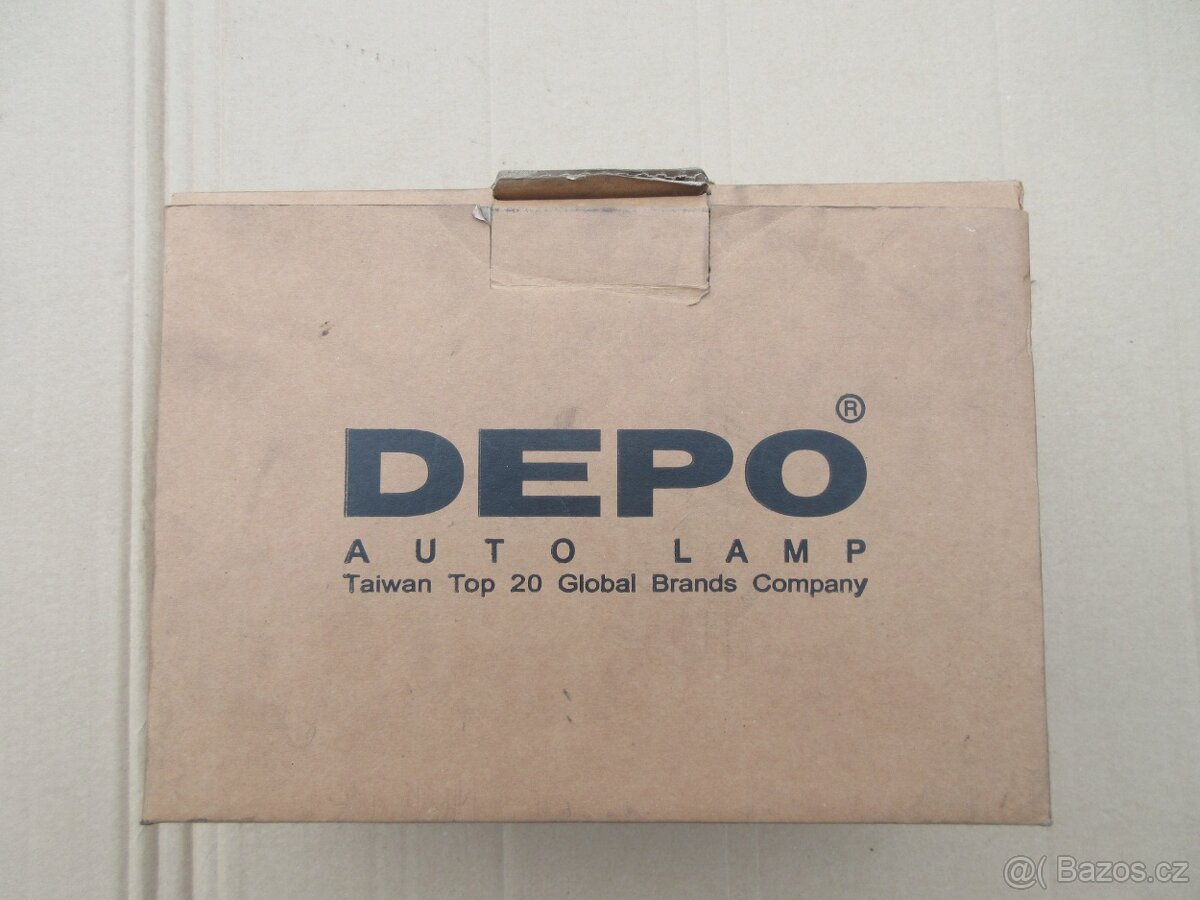 DEPO®
AUTO LAMP
Taiwan Top 20 Global Brands Company
@( Bazos.cz